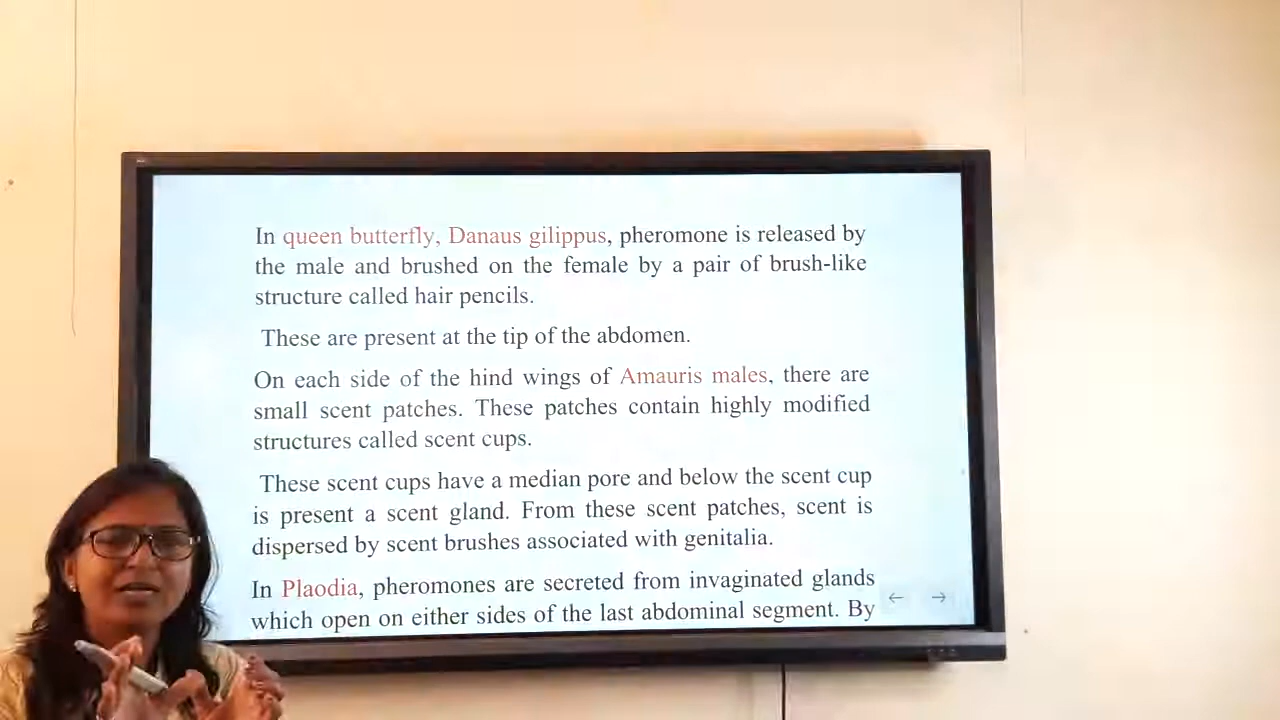 In queen butterfly, Danaus gilippus, pheromone is released by
the male and brushed on the female by a pair of brush-like
structure called hair pencils.
These are present at the tip of the abdomen.
On each side of the hind wings of Amauris males, there are
small scent patches. These patches contain highly modified
structures called scent cups.
These scent cups have a median pore and below the scent cup
is present a scent gland. From these scent patches, scent is
dispersed by scent brushes associated with genitalia.
In Plaodia, pheromones are secreted from invaginated glands
which open on either sides of the last abdominal segment. By